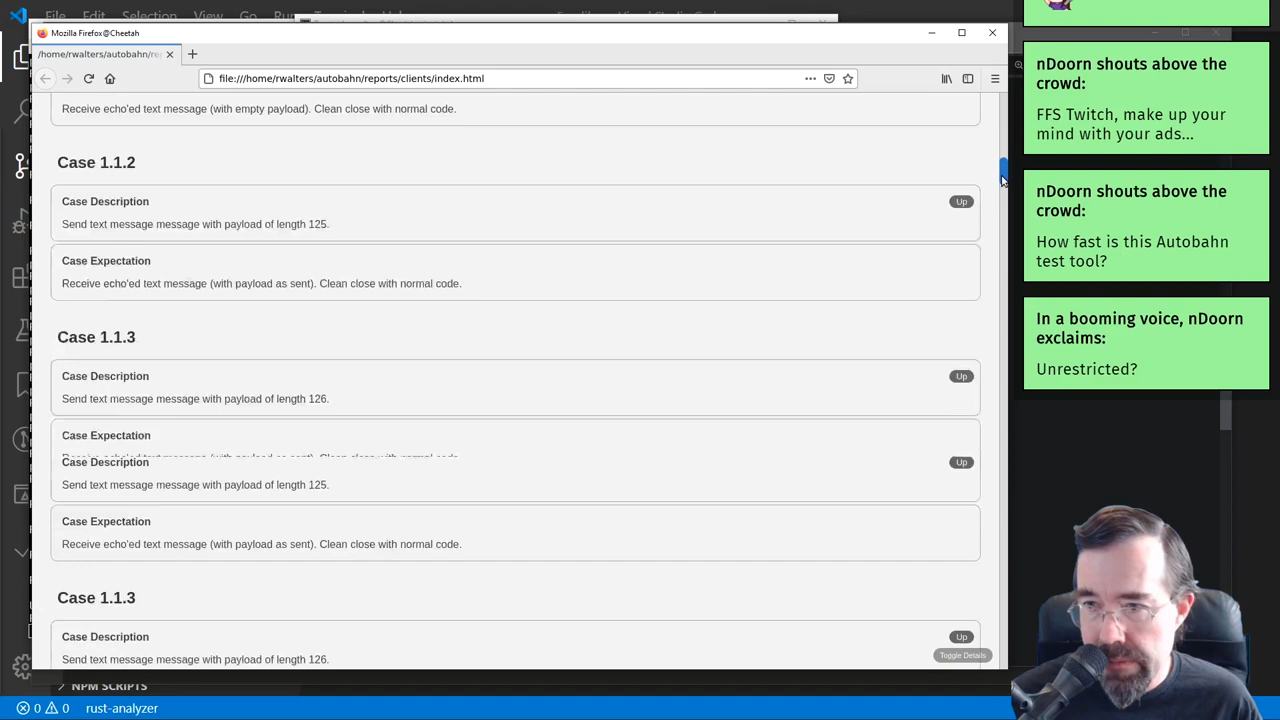 Mozilla Firefox@Cheetah
/home/rwalters/autobahn/re
file:///home/rwalters/autobahn/reports/clients/index.html
Receive echo'ed text message (with empty payload). Clean close with normal code.
Case 1.1.2
Case Description
Up
Send text message message with payload of length 125.
Case Expectation
Receive echo'ed text message (with payload as sent). Clean close with normal code.
Case 1.1.3
Case Description
Up
Send text message message with payload of length 126.
Case Expectation
Case Description
Up
Send text message message with payload of length 125.
Case Expectation
Receive echo'ed text message (with payload as sent). Clean close with normal code.
Case 1.1.3
Case Description
Up
Send text message message with payload of length 126.
Toggle Details
NPM SCRIPTS
0 0 rust-analyzer
nDoorn shouts above the
crowd:
FFS Twitch, make up your
mind with your ads...
nDoorn shouts above the
crowd:
How fast is this Autobahn
test tool?
In a booming voice, nDoorn
exclaims:
Unrestricted?